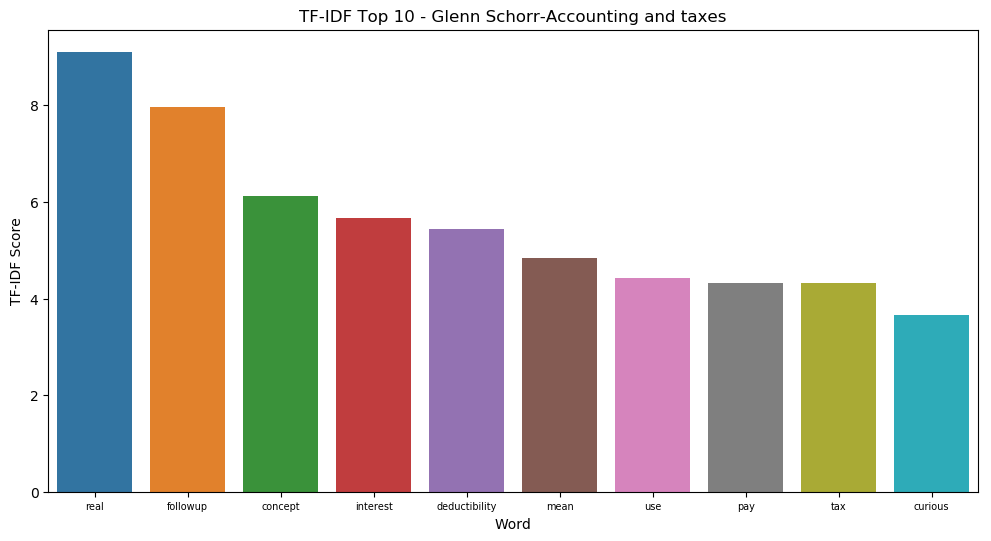 TF-IDF Top 10 - Glenn Schorr-Accounting and taxes
TF-IDF Score
8
6
4
2
0
real followup concept interest deductibility mean use pay tax curious
Word